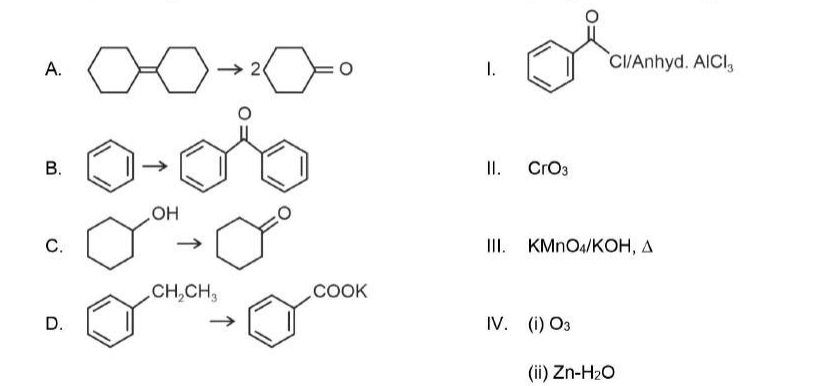 A. → 2 O
I. O Cl/Anhyd. AlCl₃
B. → O
II. CrO₃
C. OH → O
III. KMnO₄/KOH, Δ
D. CH₂CH₃ → COOK
IV. (i) O₃
(ii) Zn-H₂O